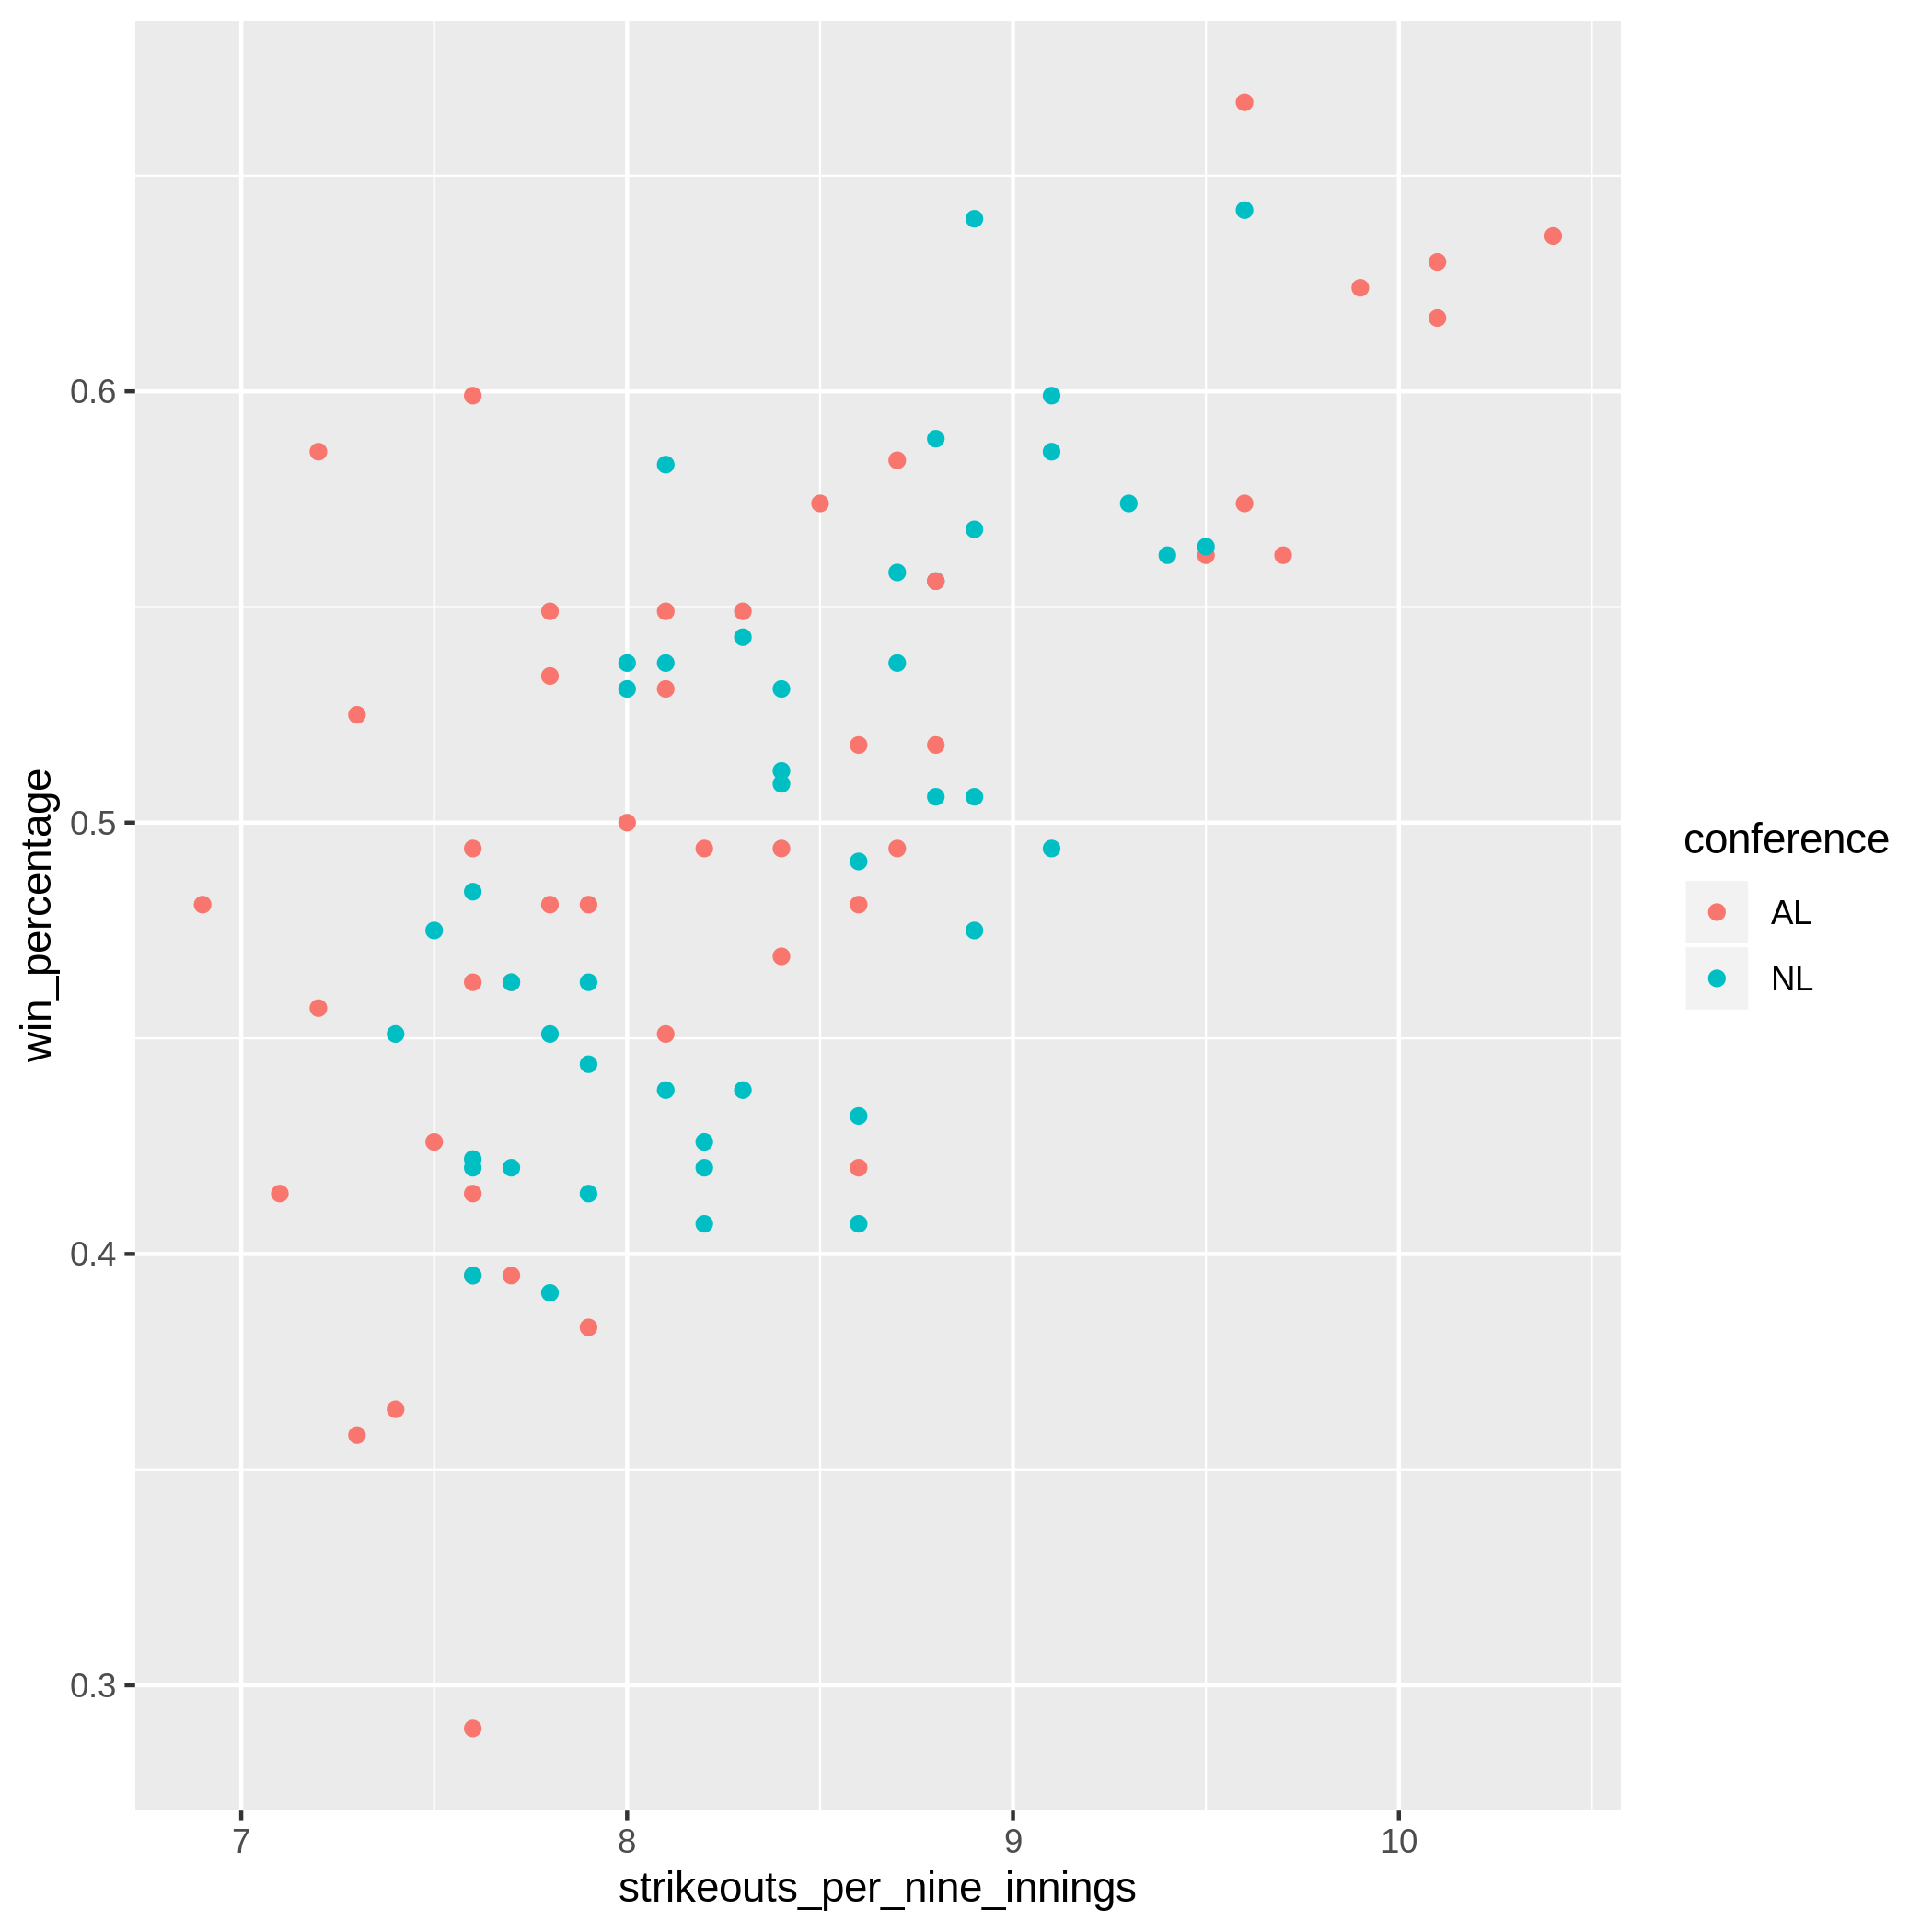 win_percentage
0.6
0.5
0.4
0.3
7 8 9 10
strikeouts_per_nine_innings
conference
AL
NL